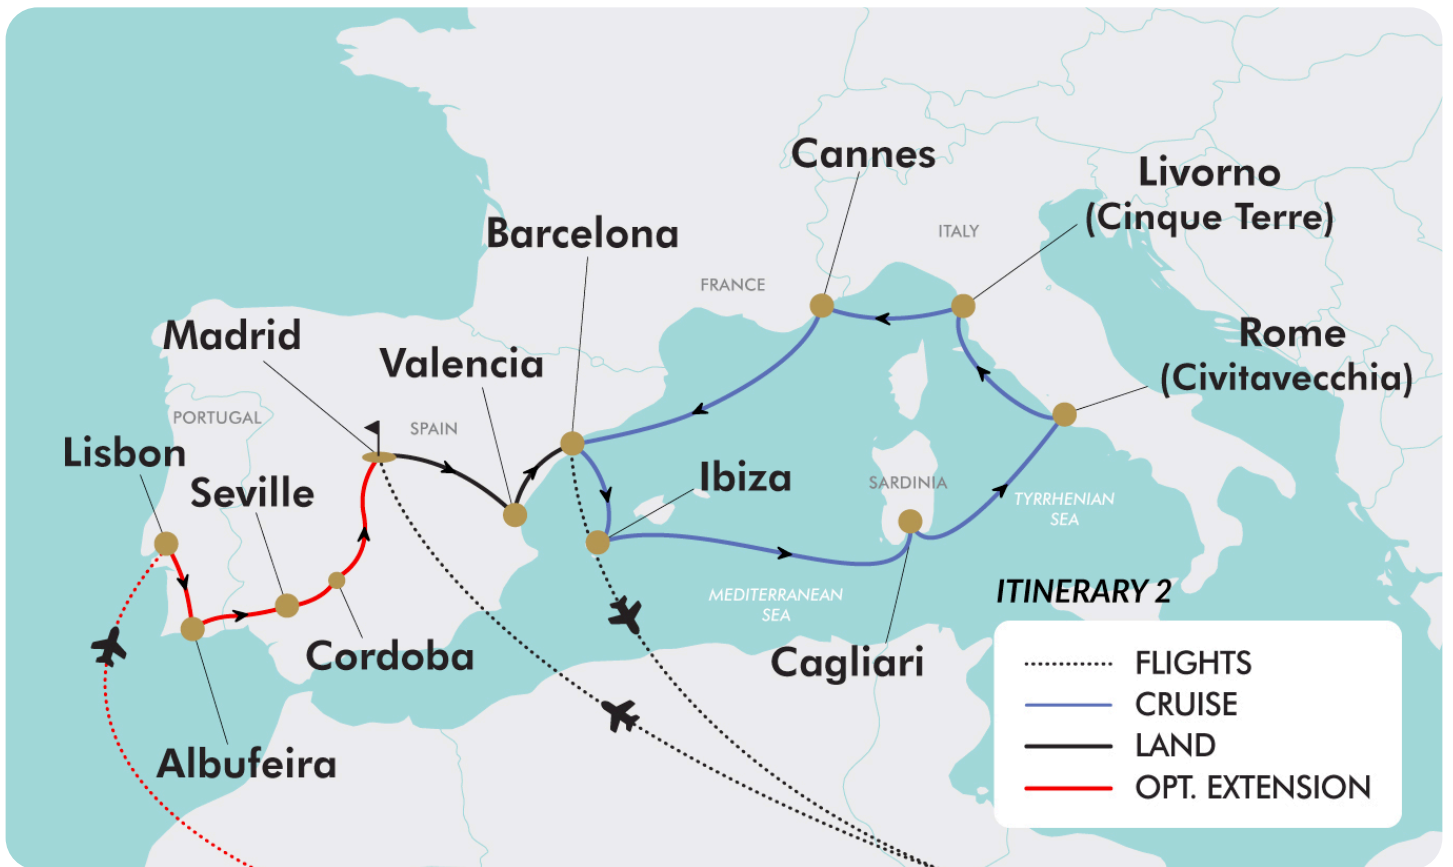 Cannes
Livorno
(Cinque Terre)
Barcelona
ITALY
FRANCE
Madrid
Rome
(Civitavecchia)
Valencia
PORTUGAL
SPAIN
Lisbon
Seville
Ibiza
SARDINIA
TYRRHENIAN
SEA
MEDITERRANEAN
SEA
ITINERARY 2
Cordoba
Cagliari
Albufeira
FLIGHTS
CRUISE
LAND
OPT. EXTENSION